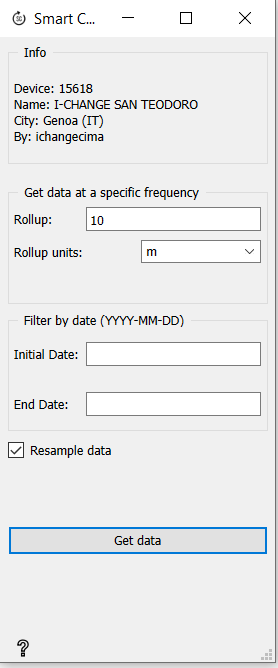 Smart C...
Info
Device: 15618
Name: I-CHANGE SAN TEODORO
City: Genoa (IT)
By: ichangecima
Get data at a specific frequency
Rollup: 10
Rollup units: m
Filter by date (YYYY-MM-DD)
Initial Date:
End Date:
Resample data
Get data
?